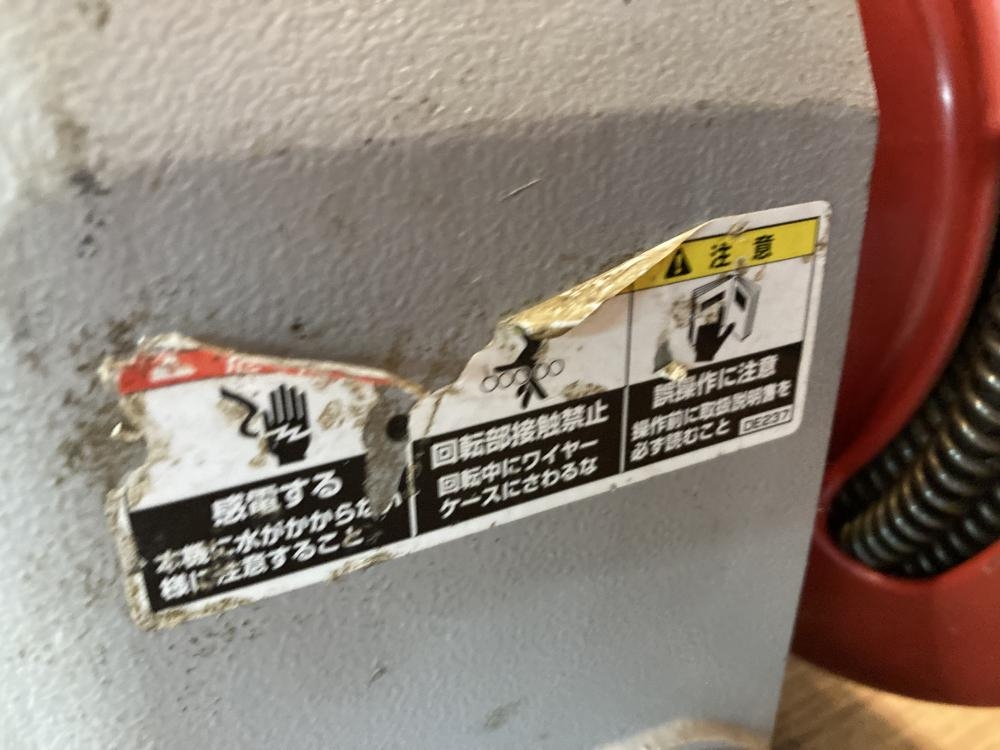 注意
感電する
本機に水がかからない
様に注意すること
回転部接触禁止
回転中にワイヤー
ケースにさわるな
誤操作に注意
操作前に取扱説明書を
必ず読むこと DE237